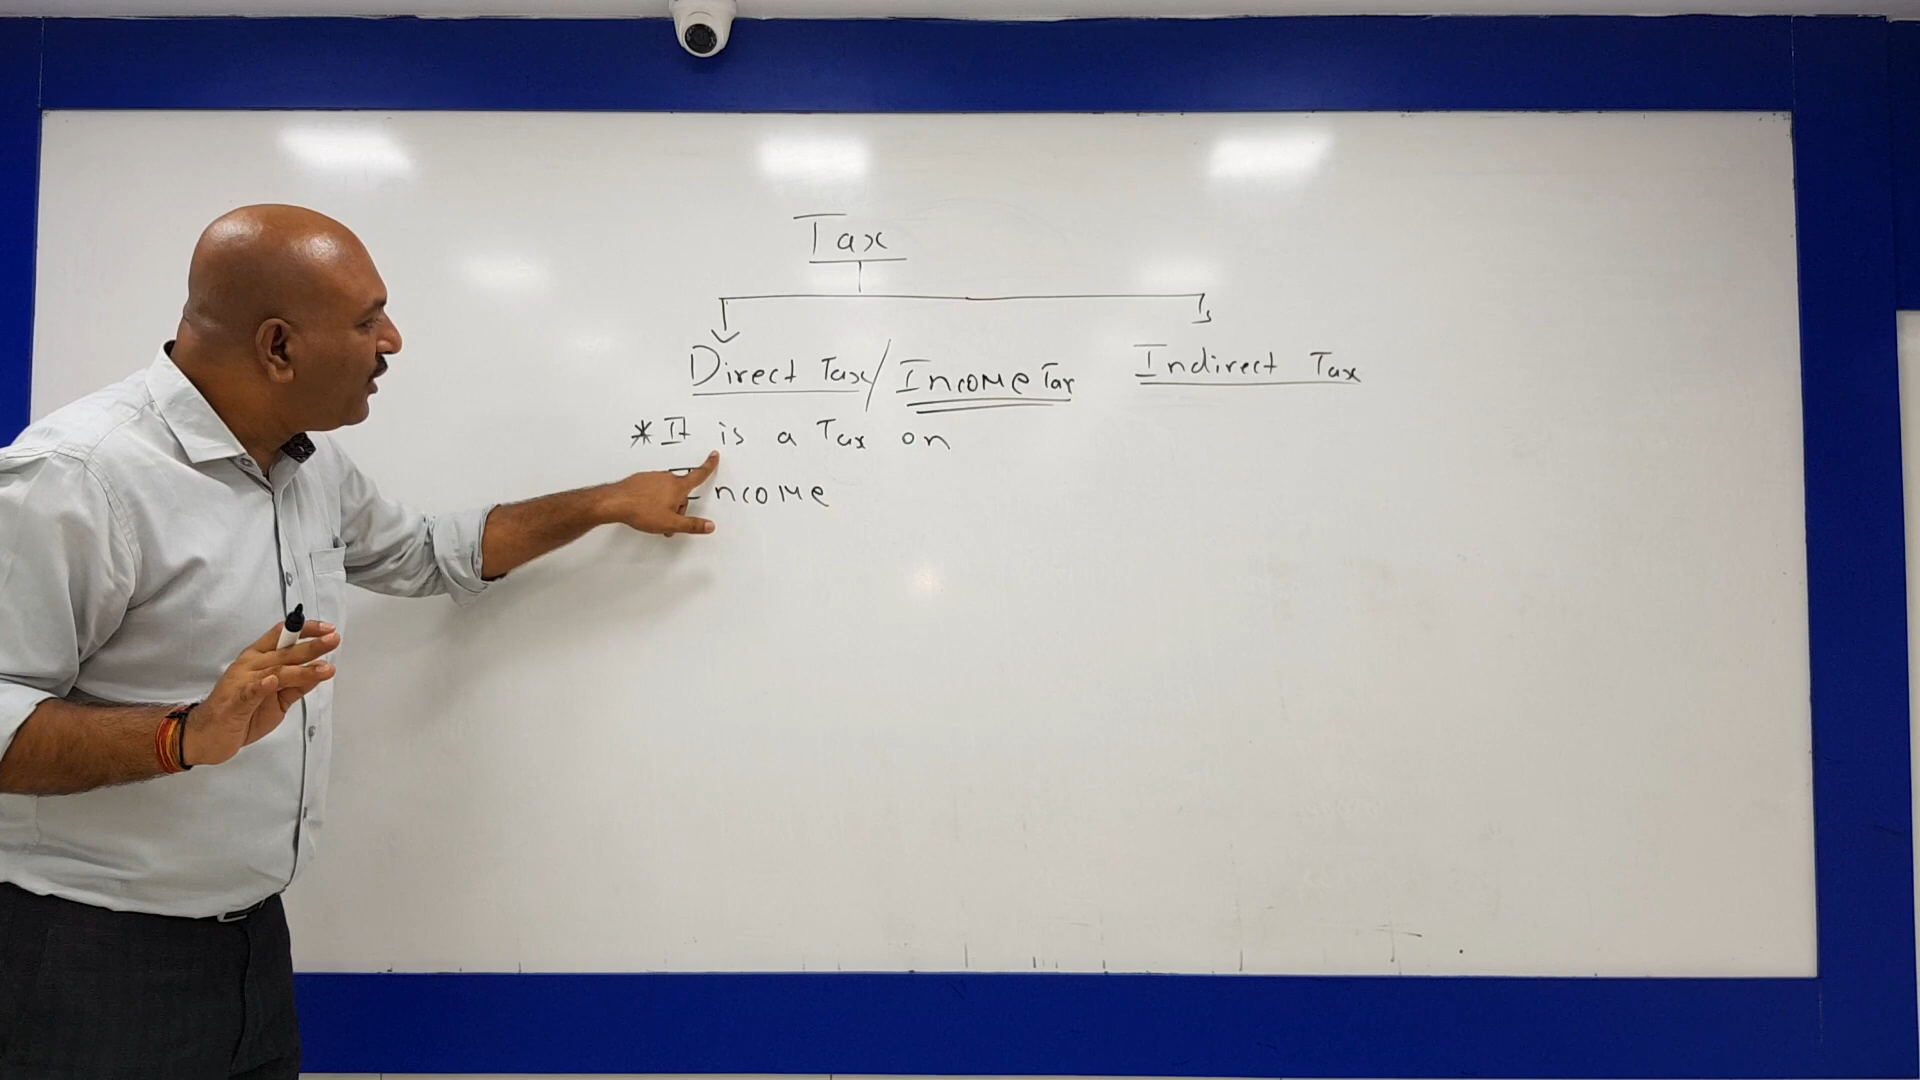 Tax
Direct Tax / Income Tax Indirect Tax
* It is a Tax on
Income